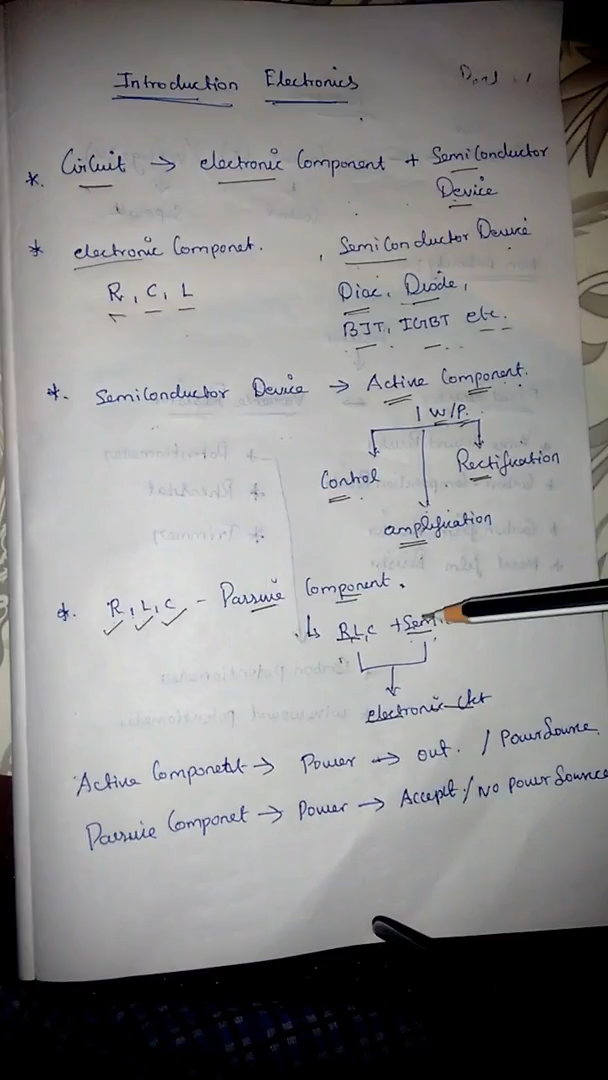 Introduction Electronics
* Circuit → electronic Component + Semiconductor
Device
* electronic Componet. , Semiconductor Device
R, C, L Diac, Diode,
BJT, IGBT etc.
* Semiconductor Device → Active Component.
W/P.
Control Rectification
amplification
* R, L, C - Passive Component.
↳ RLC + Semi
electronic ckt
Active Component → Power → out. / Power Source.
Passive Componet → Power → Accept / No power Source